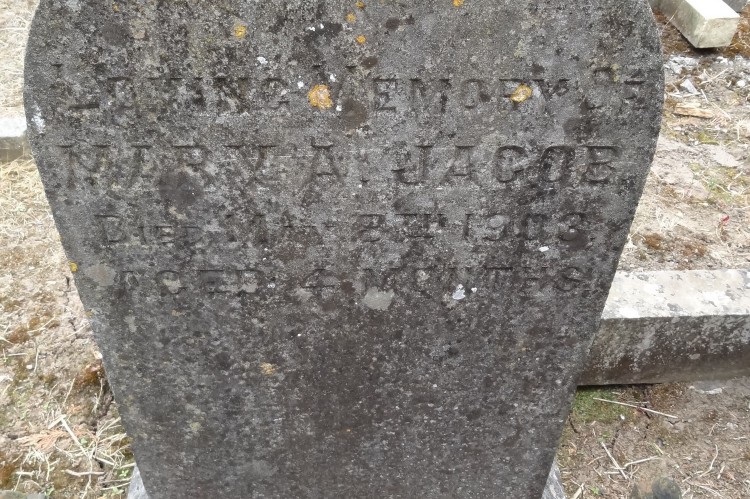 Loving Memory Of
Mary A. Jacob.
Died May 1903
Aged 4 Months